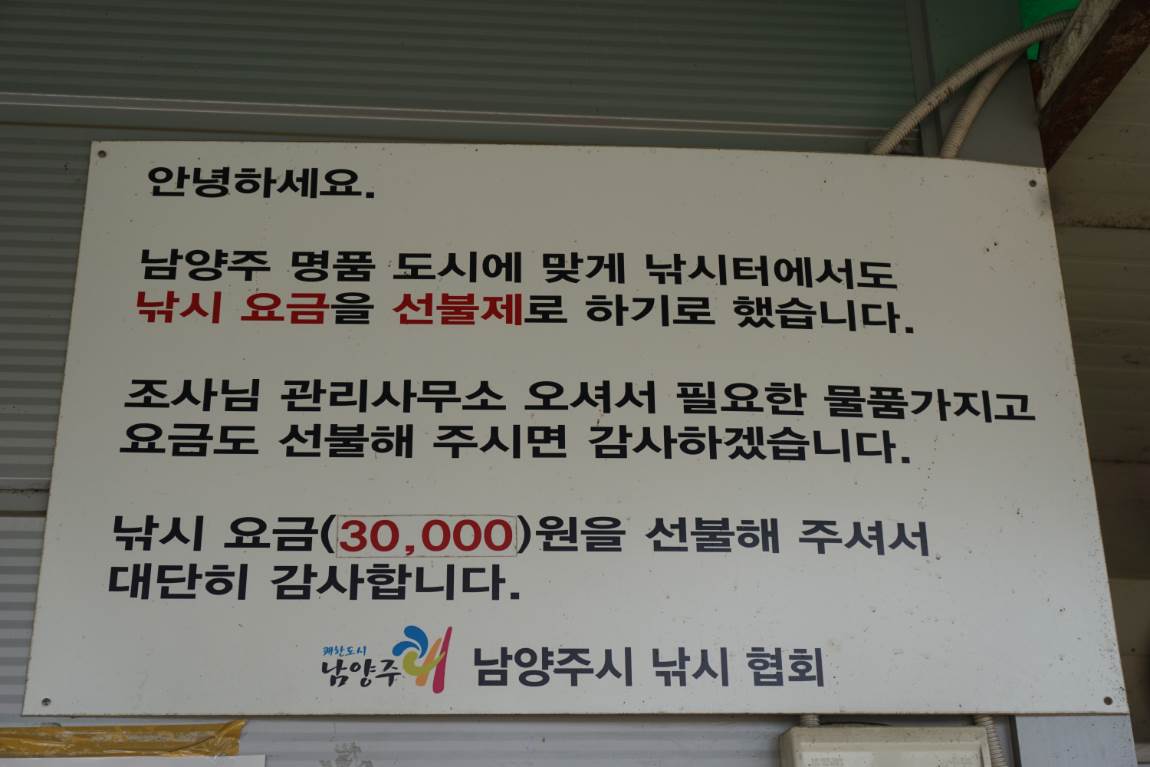 안녕하세요.
남양주 명품 도시에 맞게 낚시터에서도
낚시 요금을 선불제로 하기로 했습니다.
조사님 관리사무소 오셔서 필요한 물품가지고
요금도 선불해 주시면 감사하겠습니다.
낚시 요금(30,000)원을 선불해 주셔서
대단히 감사합니다.
쾌한도시
남양주 쾌 남양주시 낚시 협회